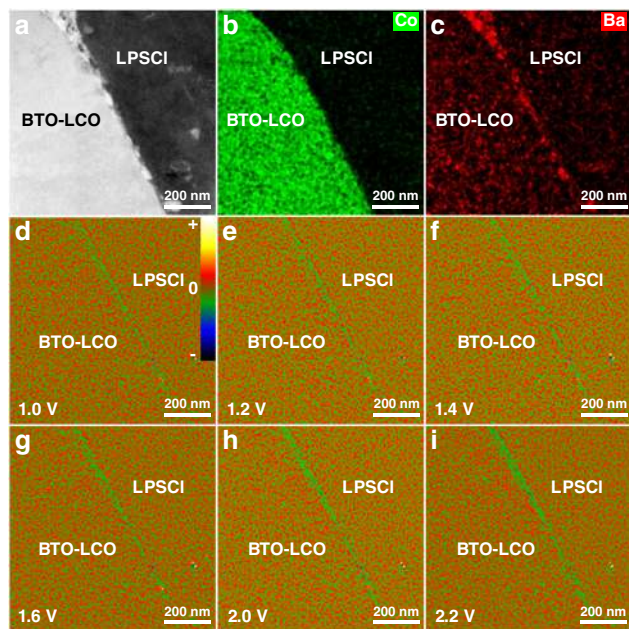 a
LPSCl
BTO-LCO
200 nm
b
Co
LPSCl
BTO-LCO
200 nm
c
Ba
LPSCl
BTO-LCO
200 nm
d
+
0
-
LPSCl
BTO-LCO
1.0 V
200 nm
e
LPSCl
BTO-LCO
1.2 V
200 nm
f
LPSCl
BTO-LCO
1.4 V
200 nm
g
LPSCl
BTO-LCO
1.6 V
200 nm
h
LPSCl
BTO-LCO
2.0 V
200 nm
i
LPSCl
BTO-LCO
2.2 V
200 nm